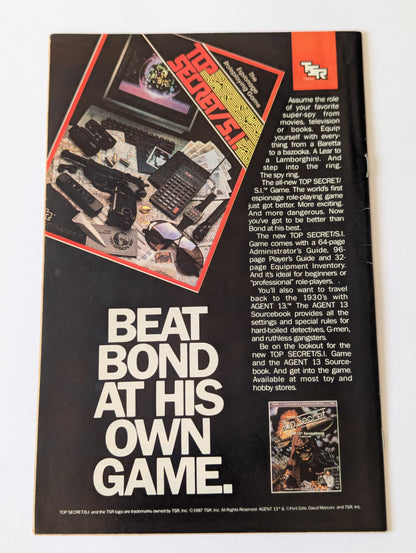 TOP
SECRET/S.I.
The
Espionage
Roleplaying Game
TSR
Assume the role
of your favorite
super-spy from
movies, television
or books. Equip
yourself with every-
thing from a Baretta
to a bazooka. A Lear to
a Lamborghini. And
step into the ring.
The spy ring.
The all-new TOP SECRET/
S.I.™ Game. The world's first
espionage role-playing game
just got better. More exciting.
And more dangerous. Now
you've got to be better than
Bond at his best.
The new TOP SECRET/S.I.
Game comes with a 64-page
Administrator's Guide, 96-
page Player's Guide and 32-
page Equipment Inventory.
And it's ideal for beginners or
"professional" role-players.
You'll also want to travel
back to the 1930's with
AGENT 13.™ The AGENT 13
Sourcebook provides all the
settings and special rules for
hard-boiled detectives, G-men,
and ruthless gangsters.
Be on the lookout for the
new TOP SECRET/S.I. Game
and the AGENT 13 Source-
book. And get into the game.
Available at most toy and
hobby stores.
BEAT
BOND
AT HIS
OWN
GAME.
TOP SECRET/S.I. and the TSR logo are trademarks owned by TSR, Inc. ©1987 TSR, Inc. All Rights Reserved. AGENT 13™ & © Flint Dille, David Marconi and TSR, Inc.